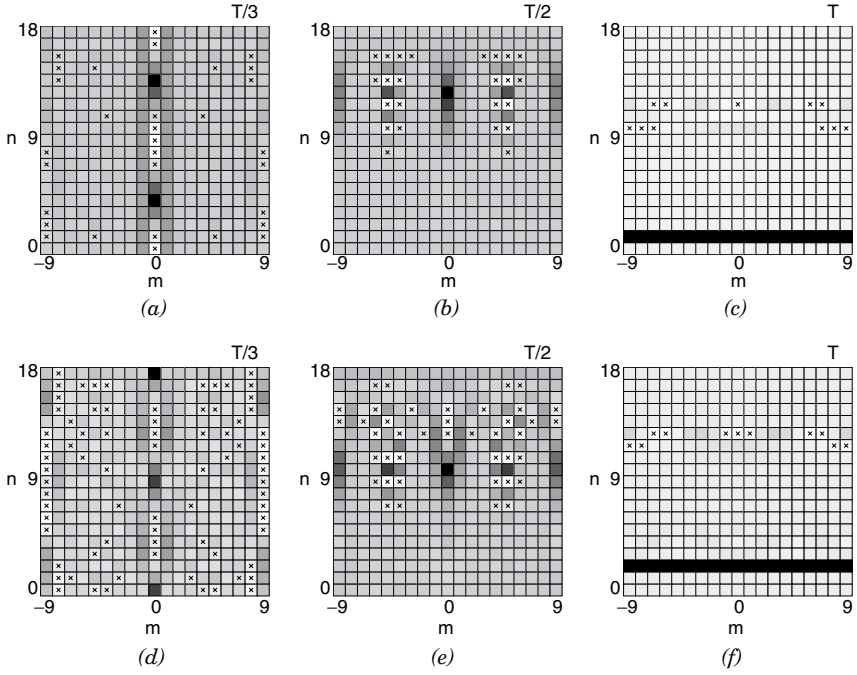 T/3 T/2 T
18 18 18
n 9 n 9 n 9
0 0 0
–9 0 9 –9 0 9 –9 0 9
m m m
(a) (b) (c)
T/3 T/2 T
18 18 18
n 9 n 9 n 9
0 0 0
–9 0 9 –9 0 9 –9 0 9
m m m
(d) (e) (f)